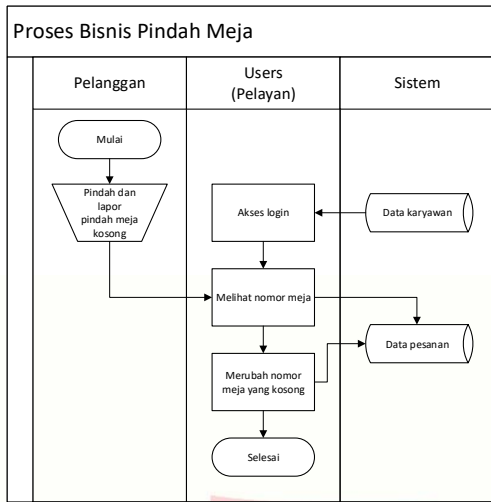 Proses Bisnis Pindah Meja
Pelanggan
Users
(Pelayan)
Sistem
Mulai
Pindah dan
lapor
pindah meja
kosong
Akses login
Data karyawan
Melihat nomor meja
Data pesanan
Merubah nomor
meja yang kosong
Selesai